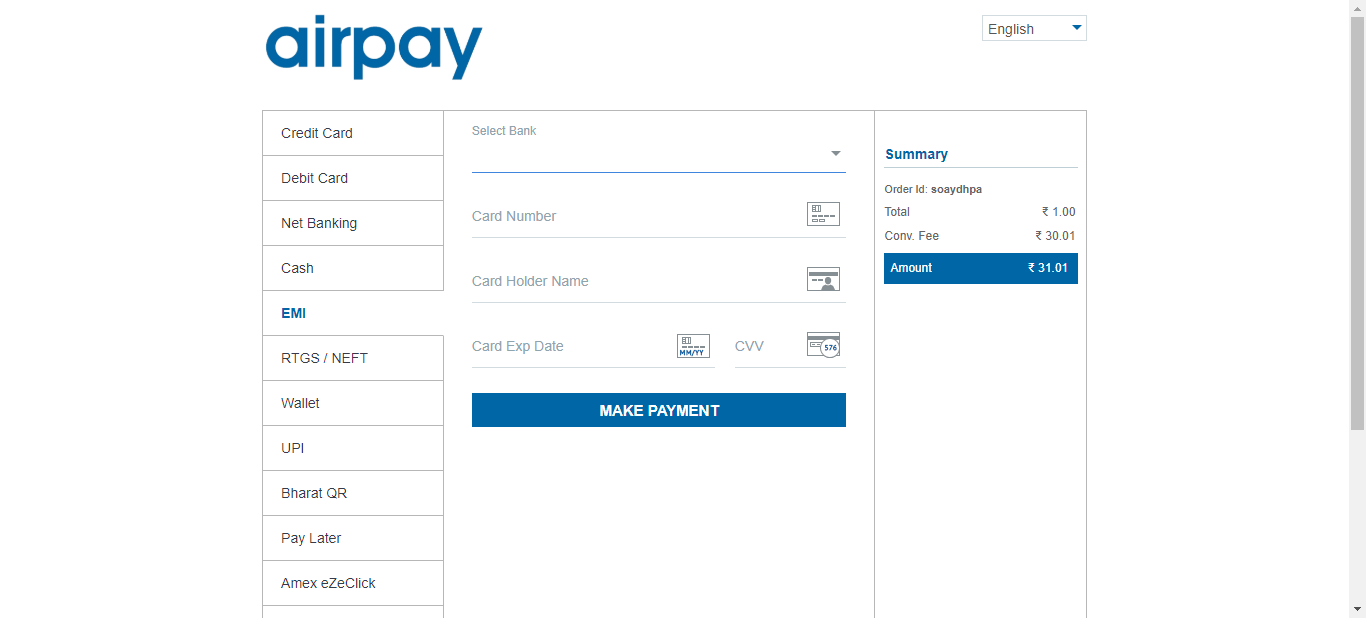 airpay
English
Credit Card
Debit Card
Net Banking
Cash
EMI
RTGS / NEFT
Wallet
UPI
Bharat QR
Pay Later
Amex eZeClick
Select Bank
Card Number
Card Holder Name
Card Exp Date
MM/YY
CVV
576
MAKE PAYMENT
Summary
Order Id: soaydhpa
Total ₹ 1.00
Conv. Fee ₹ 30.01
Amount ₹ 31.01